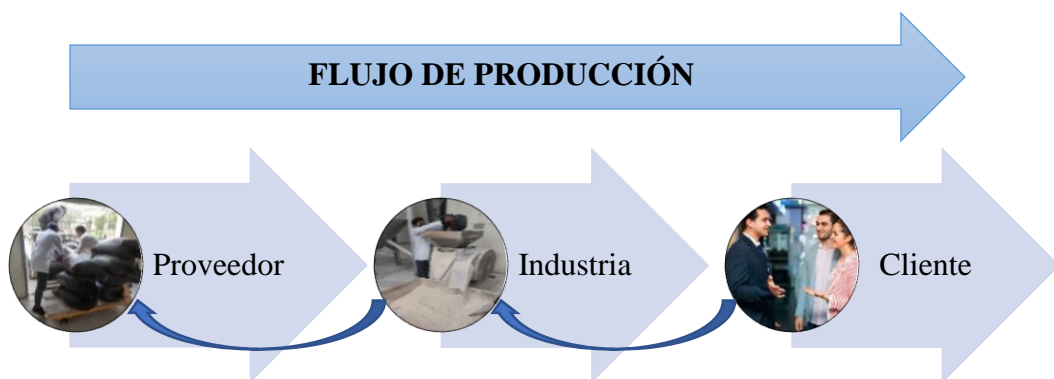 FLUJO DE PRODUCCIÓN
Proveedor
Industria
Cliente